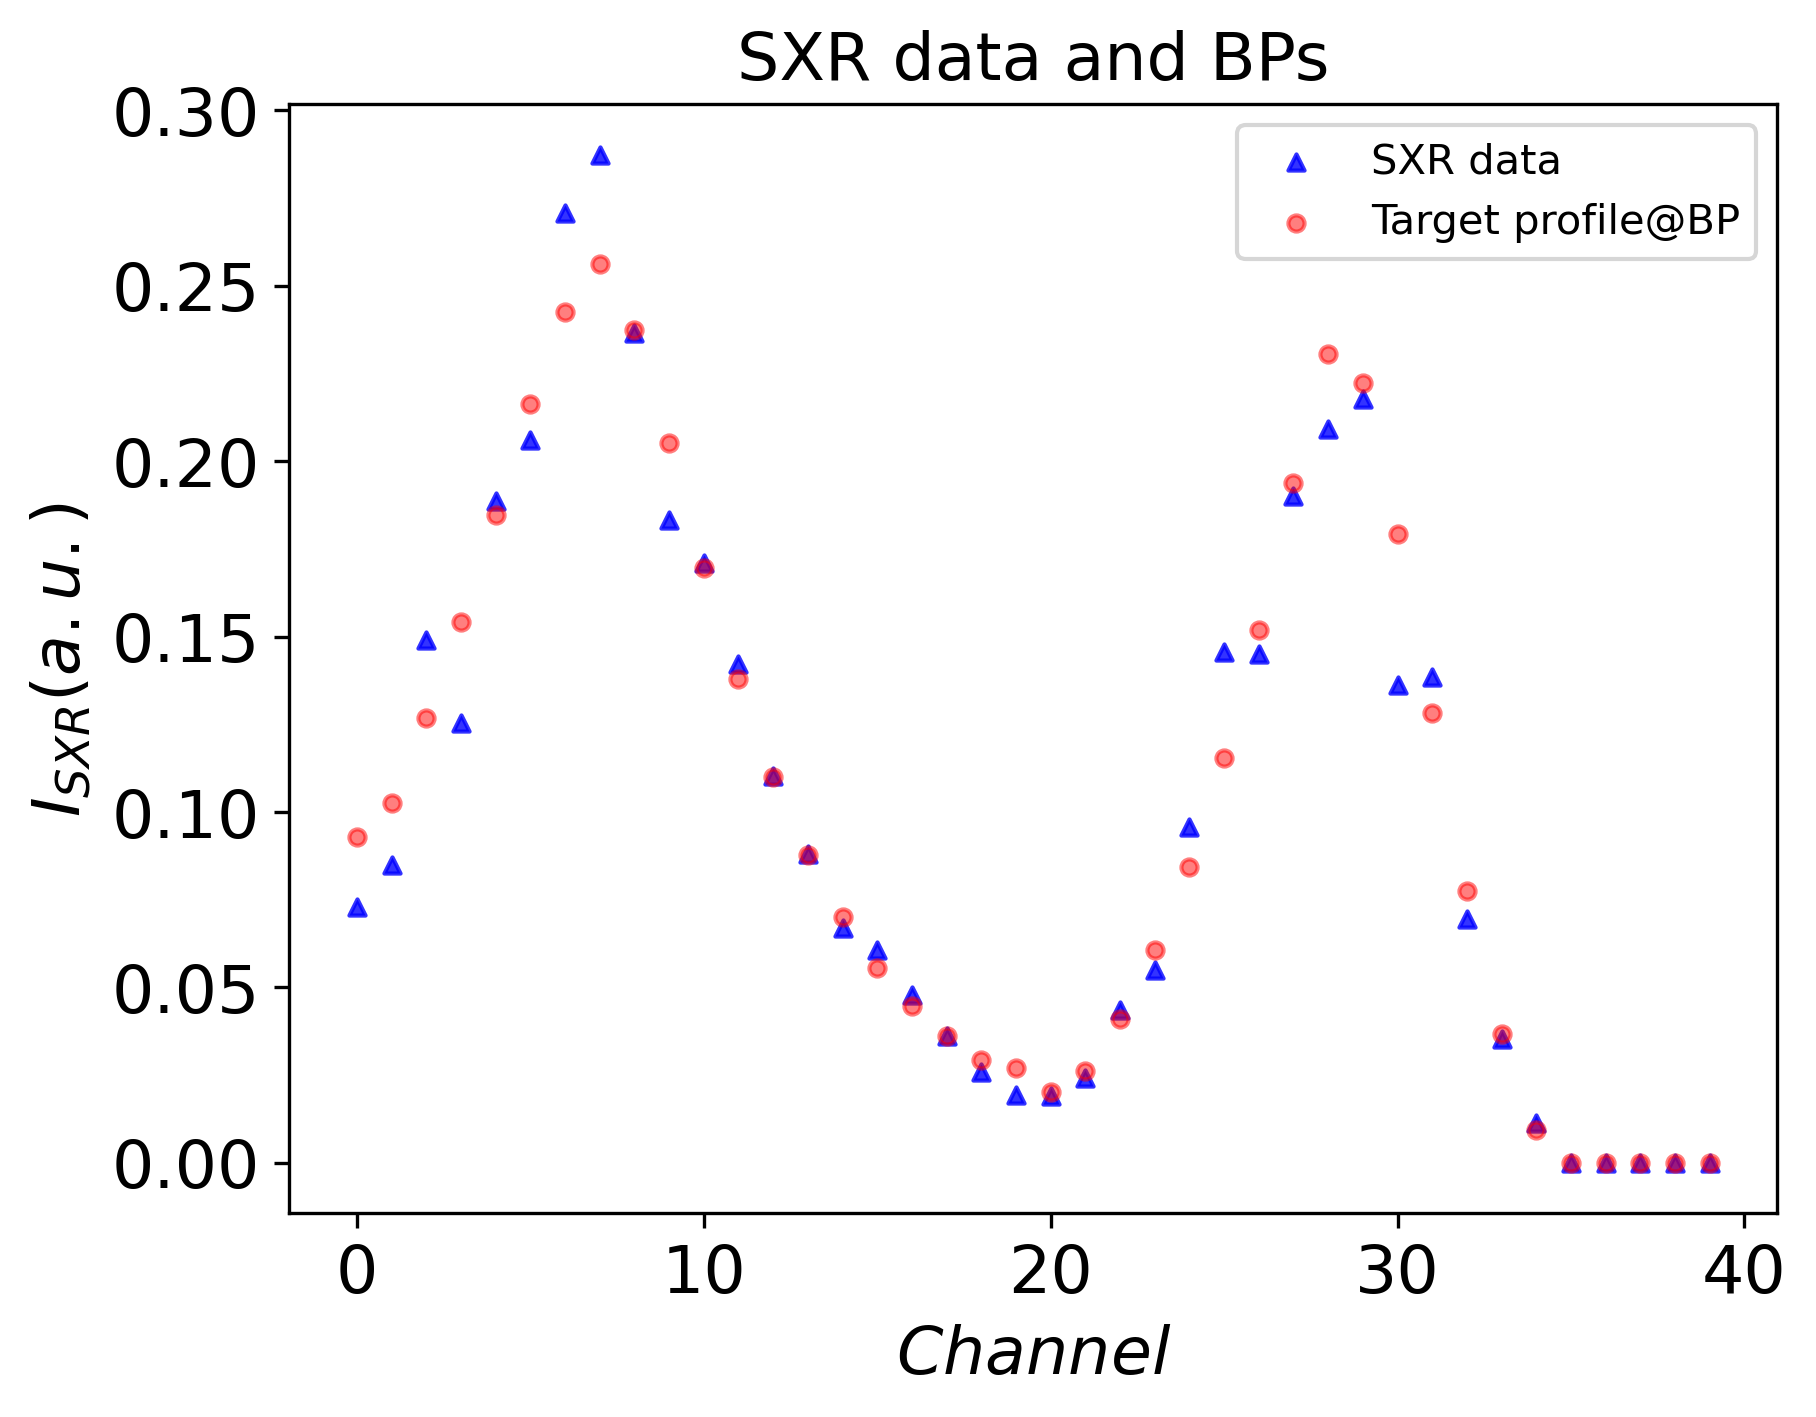 SXR data and BPs
0.30
0.25
0.20
0.15
0.10
0.05
0.00
I_SXR(a.u.)
SXR data
Target profile@BP
0 10 20 30 40
Channel